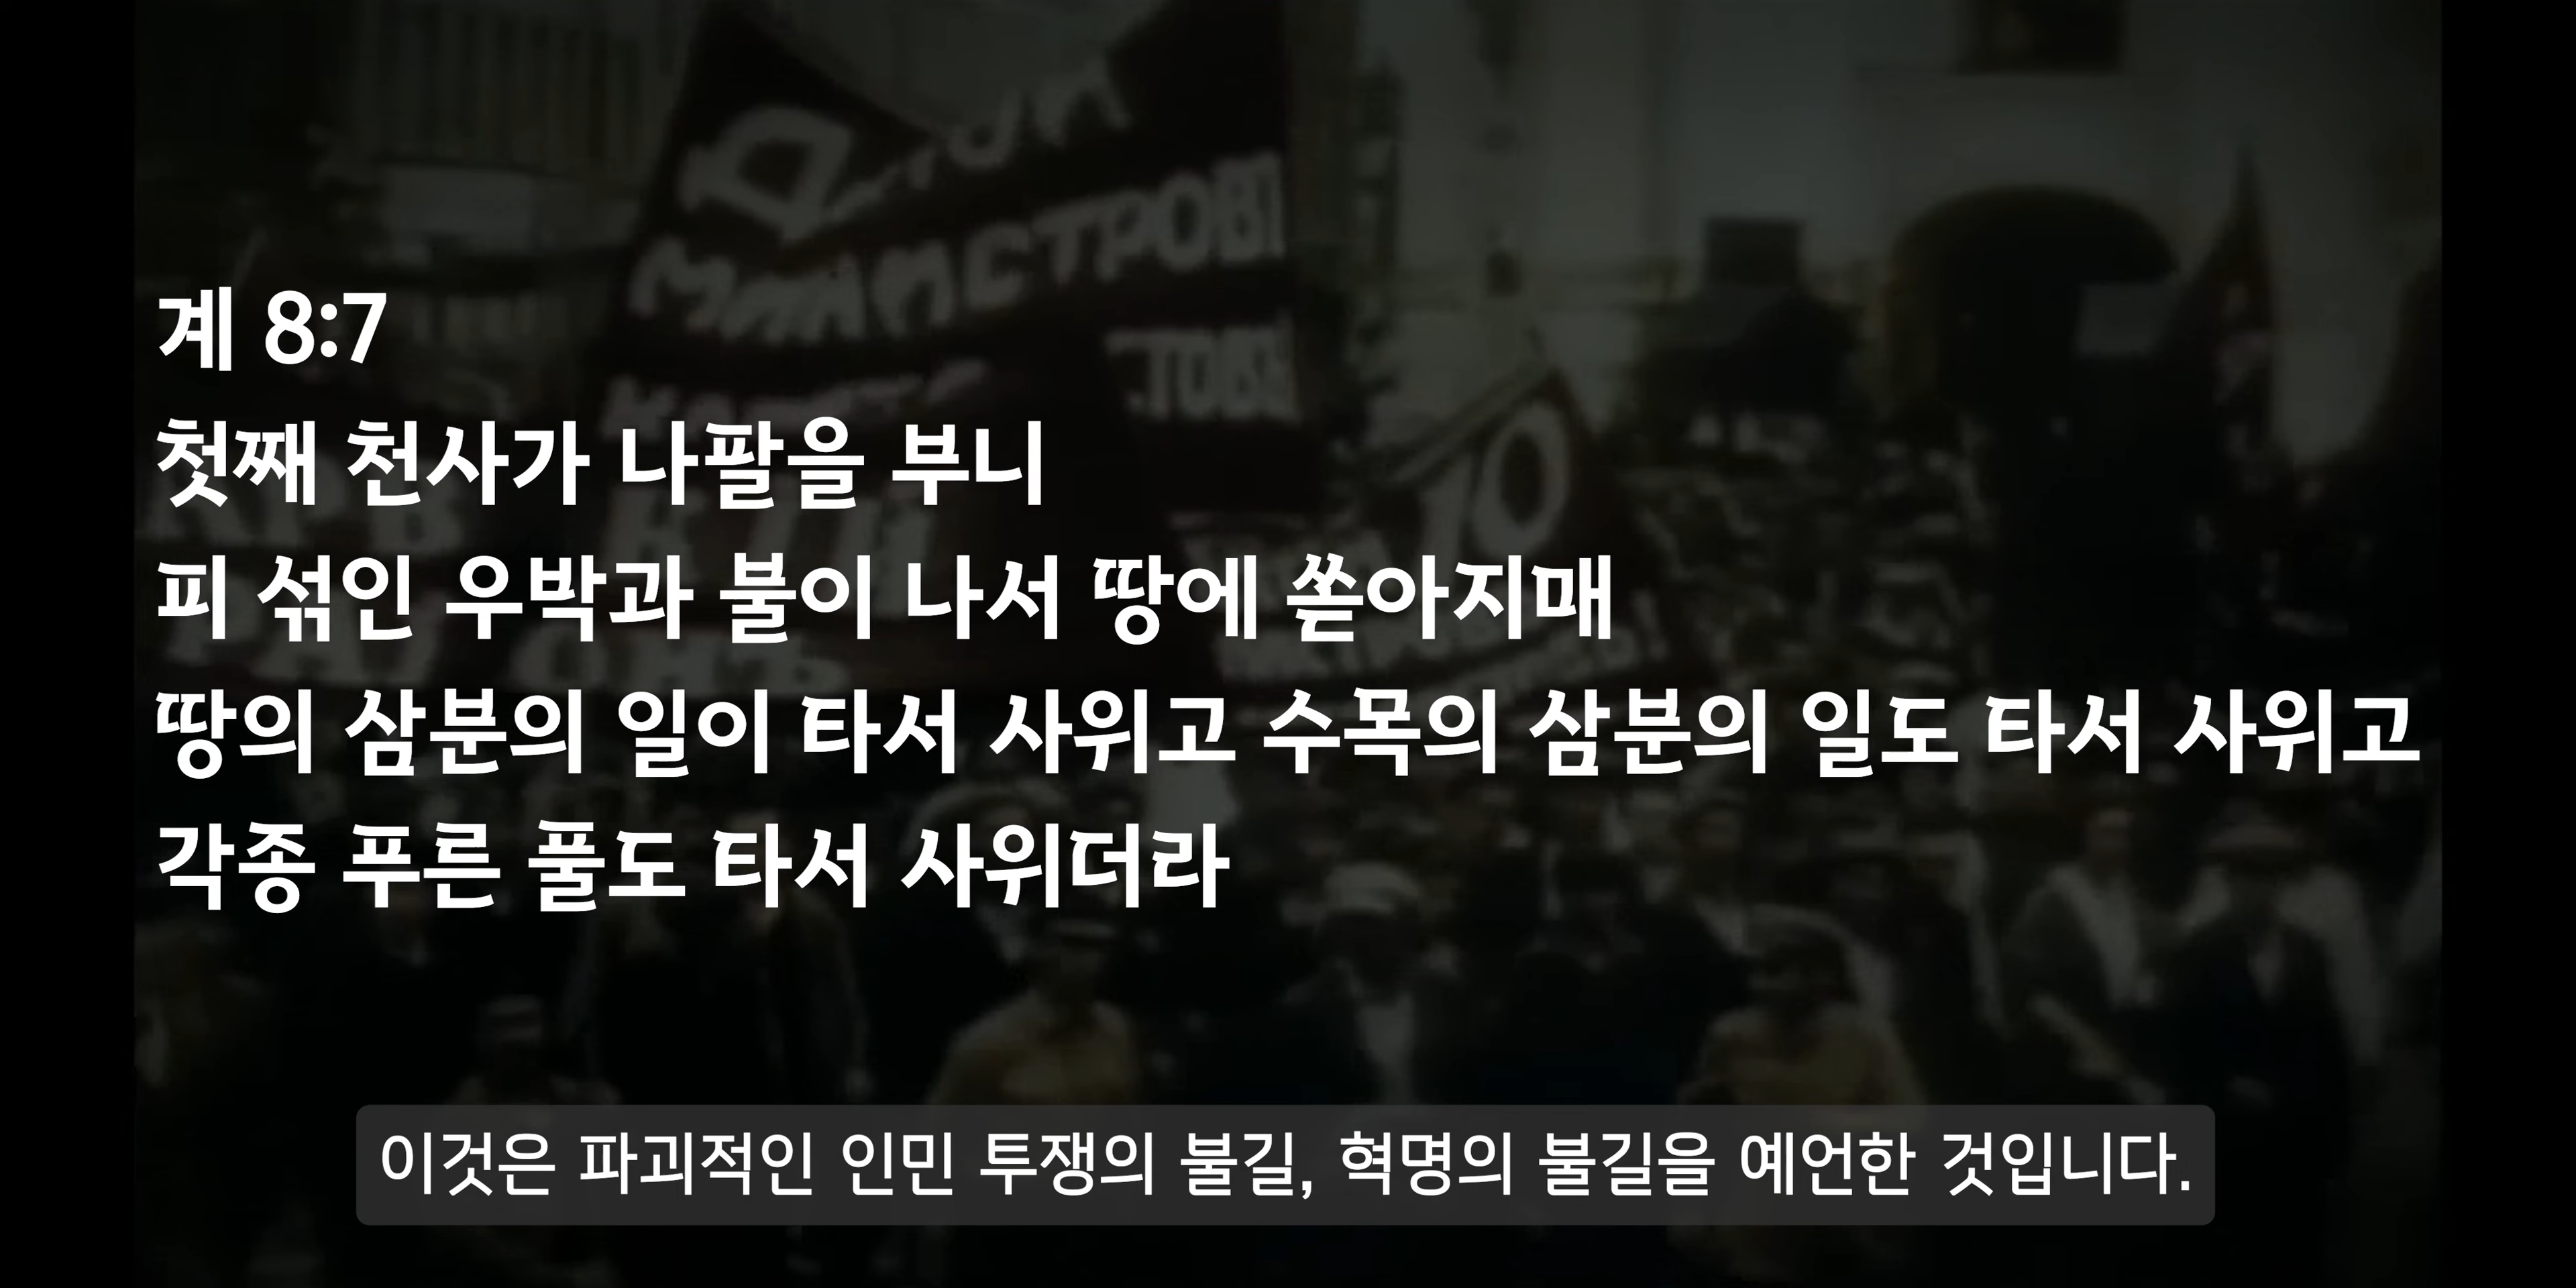 계 8:7
첫째 천사가 나팔을 부니
피 섞인 우박과 불이 나서 땅에 쏟아지매
땅의 삼분의 일이 타서 사위고 수목의 삼분의 일도 타서 사위고
각종 푸른 풀도 타서 사위더라
이것은 파괴적인 인민 투쟁의 불길, 혁명의 불길을 예언한 것입니다.
10